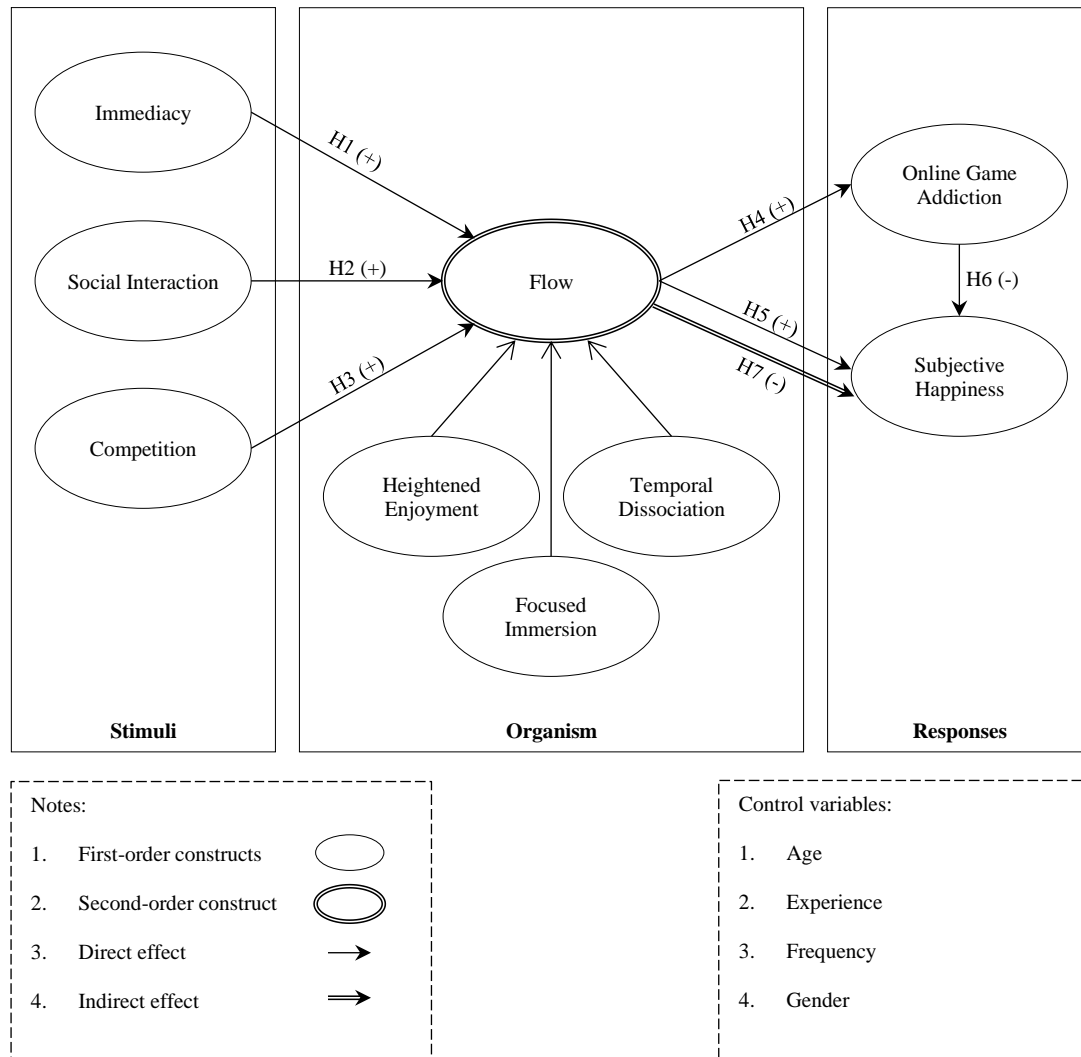 Immediacy
Social Interaction
Competition
Stimuli
H1 (+)
H2 (+)
H3 (+)
Flow
Heightened
Enjoyment
Temporal
Dissociation
Focused
Immersion
Organism
H4 (+)
H5 (+)
H7 (-)
Online Game
Addiction
H6 (-)
Subjective
Happiness
Responses
Notes:
1. First-order constructs
2. Second-order construct
3. Direct effect
4. Indirect effect
Control variables:
1. Age
2. Experience
3. Frequency
4. Gender